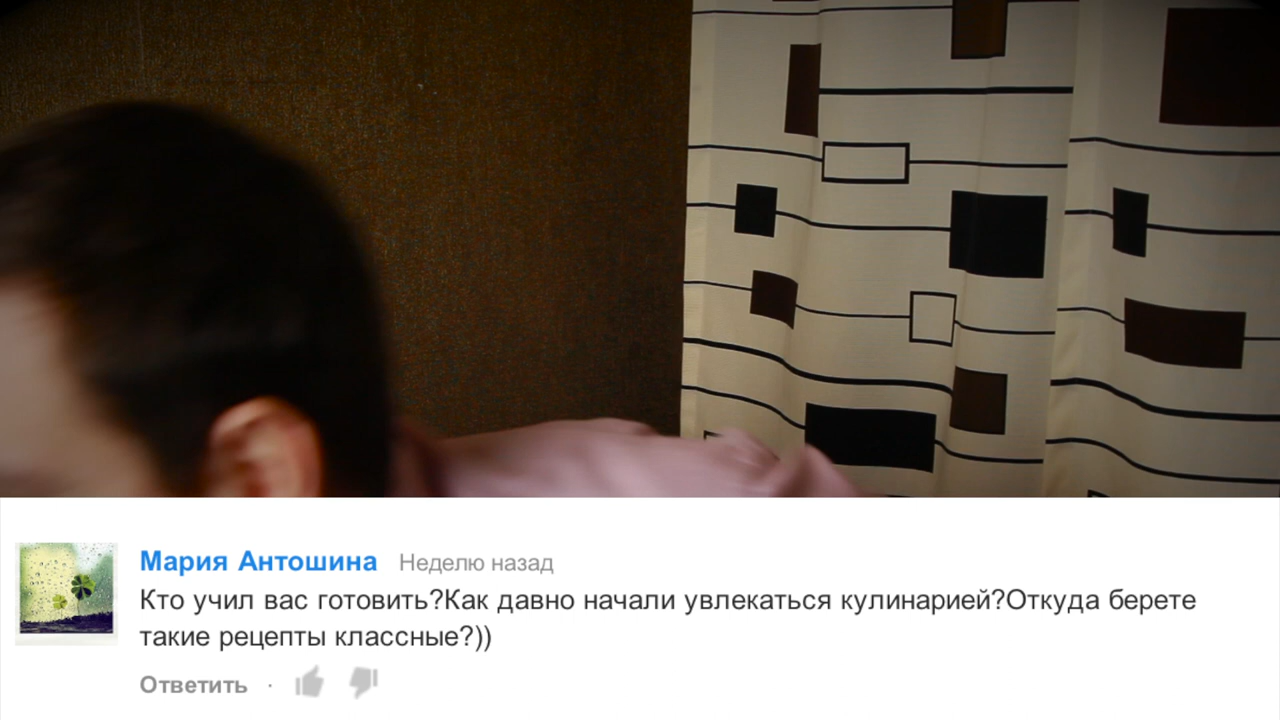 Мария Антошина Неделю назад
Кто учил вас готовить?Как давно начали увлекаться кулинарией?Откуда берете
такие рецепты классные?))
Ответить ·